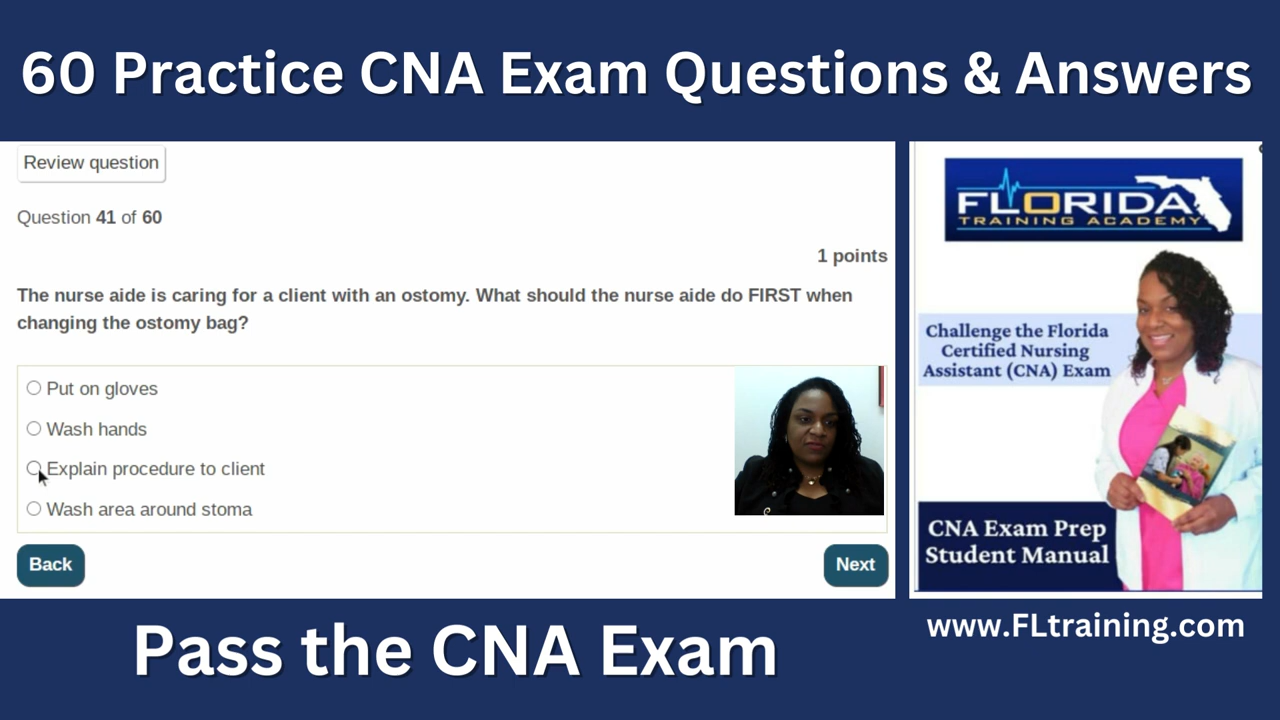 60 Practice CNA Exam Questions & Answers
Review question
Question 41 of 60
1 points
The nurse aide is caring for a client with an ostomy. What should the nurse aide do FIRST when
changing the ostomy bag?
Put on gloves
Wash hands
Explain procedure to client
Wash area around stoma
Back
Next
FLORIDA
TRAINING ACADEMY
Challenge the Florida
Certified Nursing
Assistant (CNA) Exam
CNA Exam Prep
Student Manual
Pass the CNA Exam
www.FLtraining.com